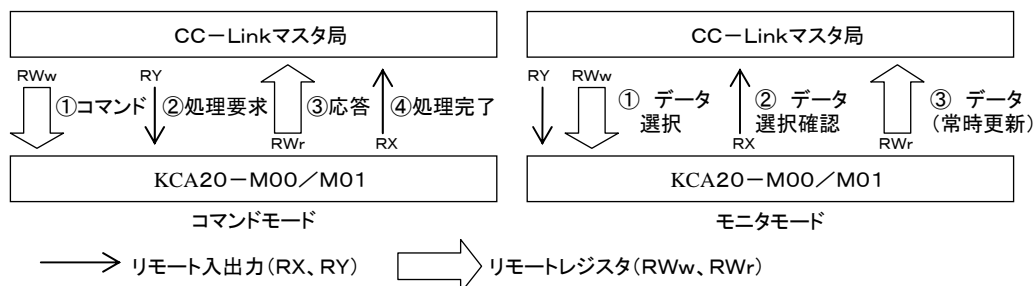 CC－Linkマスタ局
RWw
RY
①コマンド
②処理要求
③応答
④処理完了
RWr
RX
KCA20－M00／M01
コマンドモード
CC－Linkマスタ局
RY
RWw
① データ
選択
② データ
選択確認
③ データ
(常時更新)
RX
RWr
KCA20－M00／M01
モニタモード
リモート入出力(RX、RY)
リモートレジスタ(RWw、RWr)